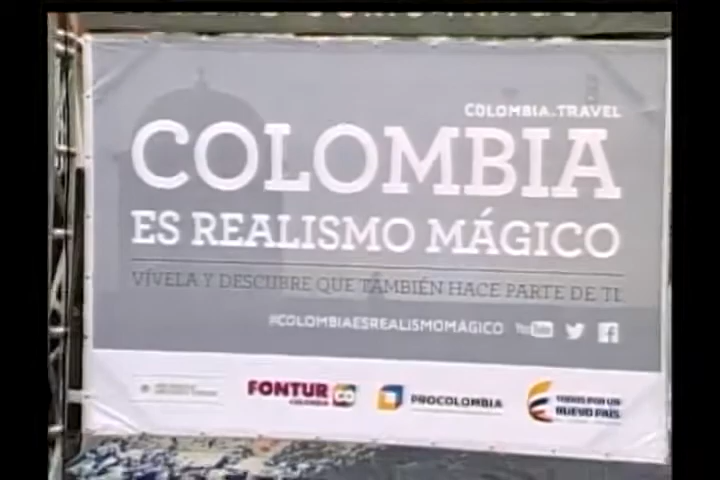 COLOMBIA.TRAVEL
COLOMBIA
ES REALISMO MÁGICO
VÍVELA Y DESCUBRE QUE TAMBIÉN HACE PARTE DE TI.
#COLOMBIAESREALISMOMÁGICO YouTube
FONTUR CO PROCOLOMBIA TODOS POR UN
COLOMBIA NUEVO PAÍS